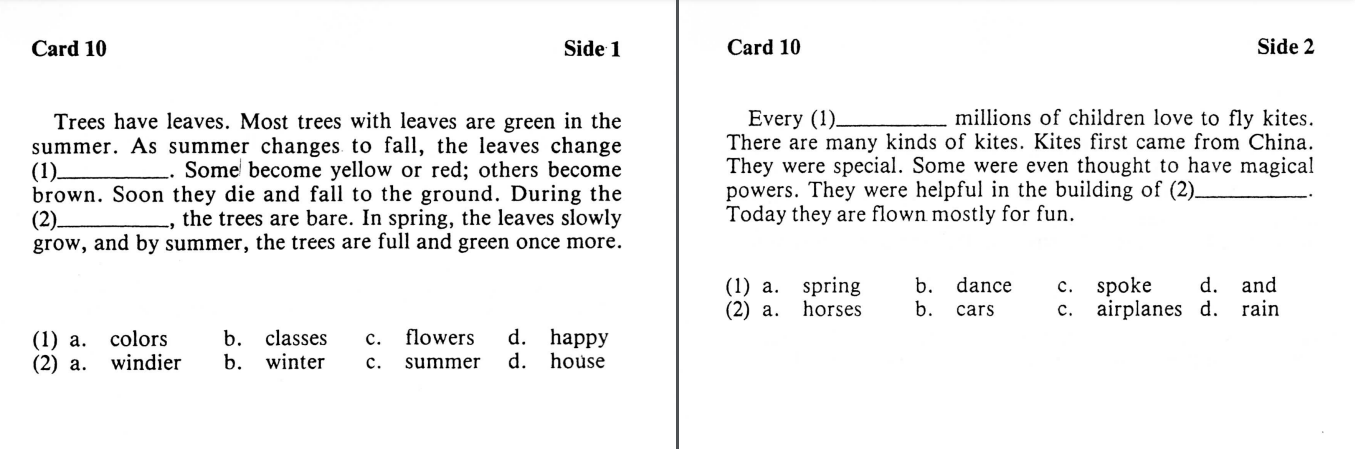 Card 10 Side 1
Trees have leaves. Most trees with leaves are green in the
summer. As summer changes to fall, the leaves change
(1)__________. Some become yellow or red; others become
brown. Soon they die and fall to the ground. During the
(2)__________, the trees are bare. In spring, the leaves slowly
grow, and by summer, the trees are full and green once more.
(1) a. colors b. classes c. flowers d. happy
(2) a. windier b. winter c. summer d. house
Card 10 Side 2
Every (1)__________ millions of children love to fly kites.
There are many kinds of kites. Kites first came from China.
They were special. Some were even thought to have magical
powers. They were helpful in the building of (2)__________.
Today they are flown mostly for fun.
(1) a. spring b. dance c. spoke d. and
(2) a. horses b. cars c. airplanes d. rain